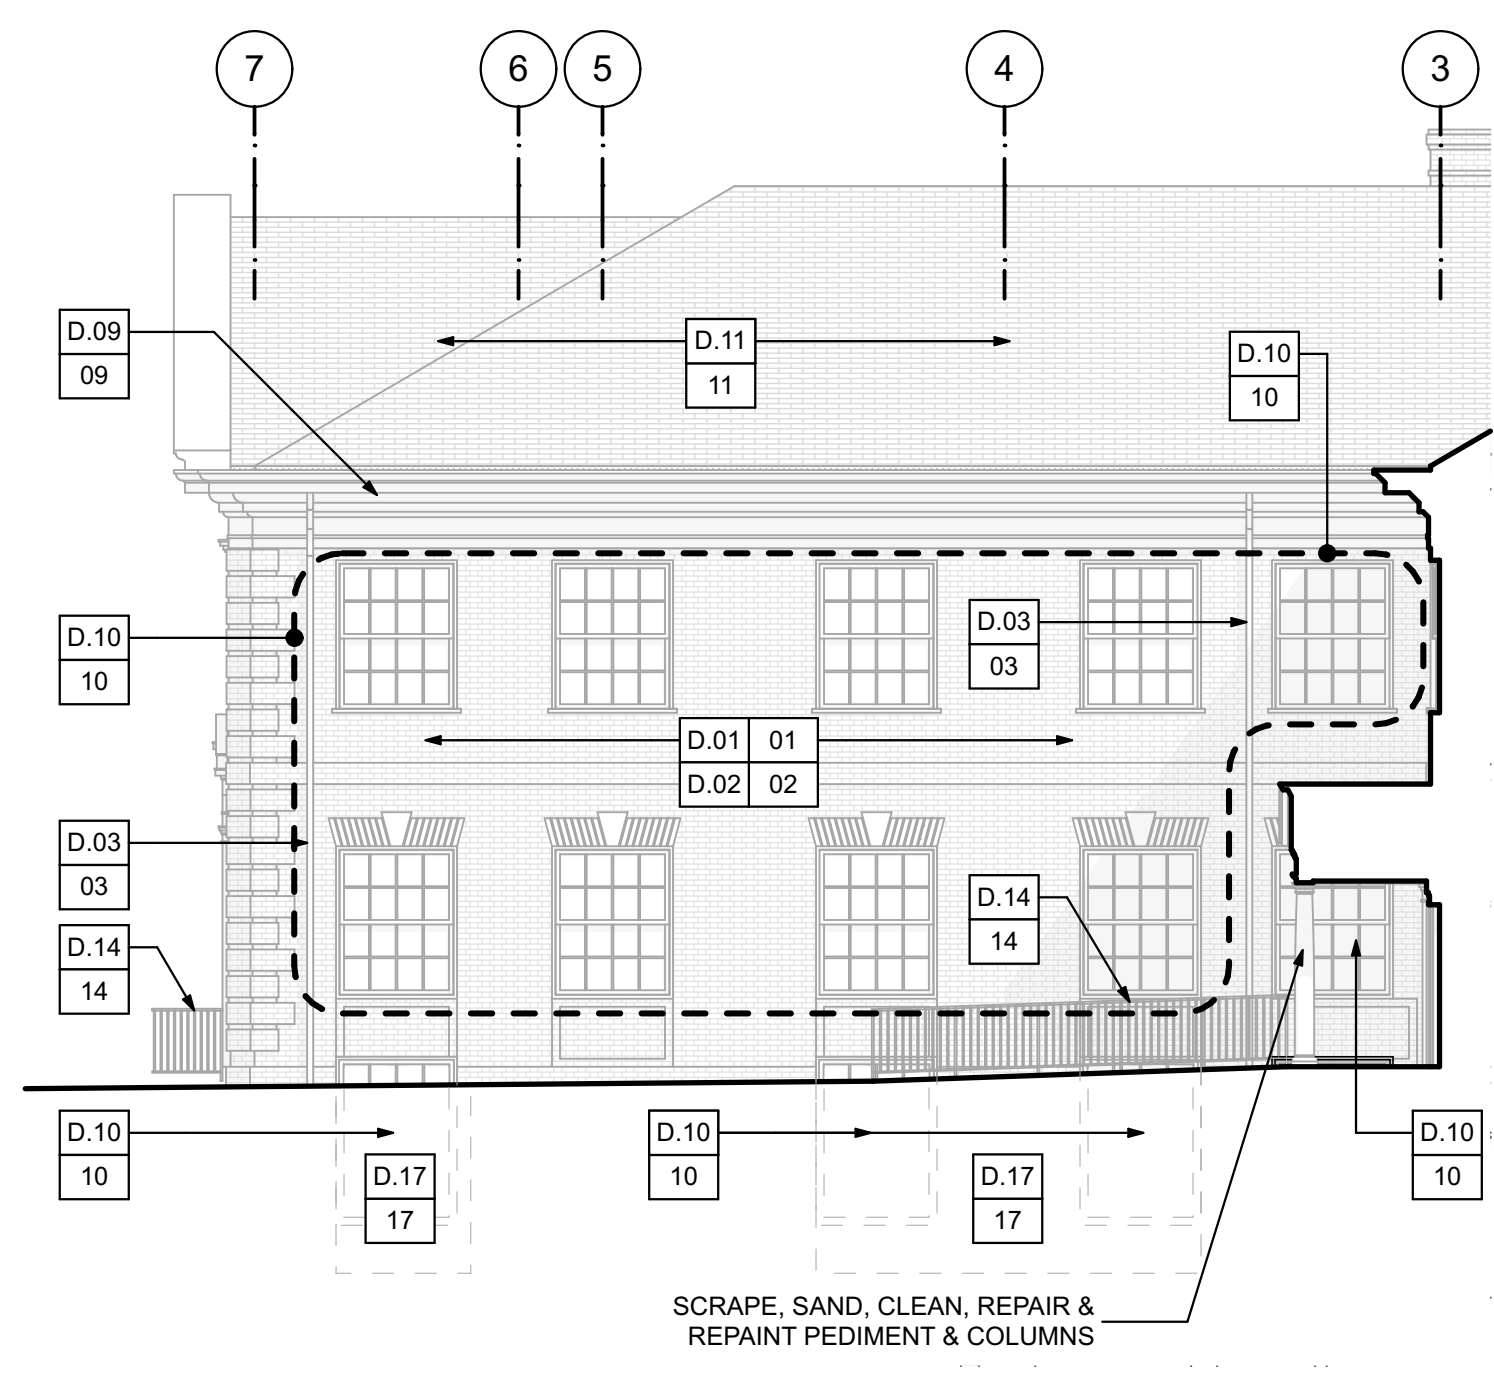 7
6
5
4
3
D.09
09
D.11
11
D.10
10
D.10
10
D.03
03
D.01 01
D.02 02
D.03
03
D.14
14
D.14
14
D.10
10
D.17
17
D.10
10
D.17
17
D.10
10
SCRAPE, SAND, CLEAN, REPAIR &
REPAINT PEDIMENT & COLUMNS